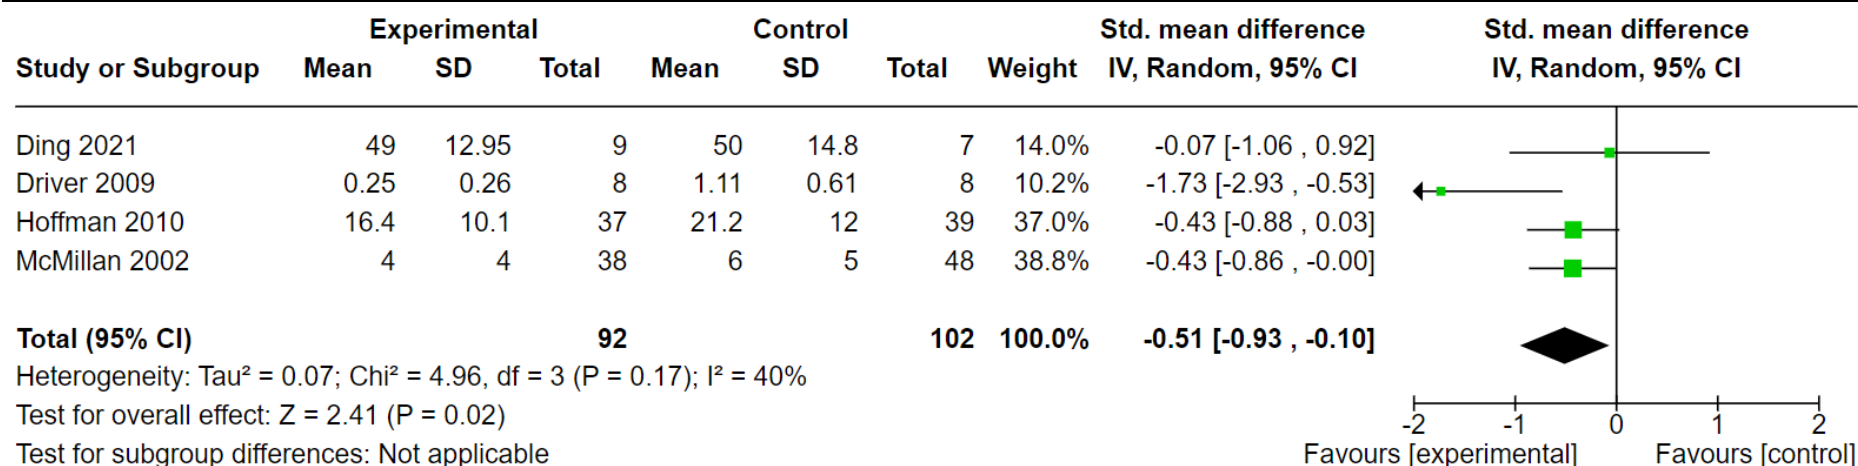 Experimental Control Std. mean difference Std. mean difference
Study or Subgroup Mean SD Total Mean SD Total Weight IV, Random, 95% CI IV, Random, 95% CI
Ding 2021 49 12.95 9 50 14.8 7 14.0% -0.07 [-1.06 , 0.92]
Driver 2009 0.25 0.26 8 1.11 0.61 8 10.2% -1.73 [-2.93 , -0.53]
Hoffman 2010 16.4 10.1 37 21.2 12 39 37.0% -0.43 [-0.88 , 0.03]
McMillan 2002 4 4 38 6 5 48 38.8% -0.43 [-0.86 , -0.00]
Total (95% CI) 92 102 100.0% -0.51 [-0.93 , -0.10]
Heterogeneity: Tau² = 0.07; Chi² = 4.96, df = 3 (P = 0.17); I² = 40%
Test for overall effect: Z = 2.41 (P = 0.02)
-2 -1 0 1 2
Test for subgroup differences: Not applicable
Favours [experimental] Favours [control]